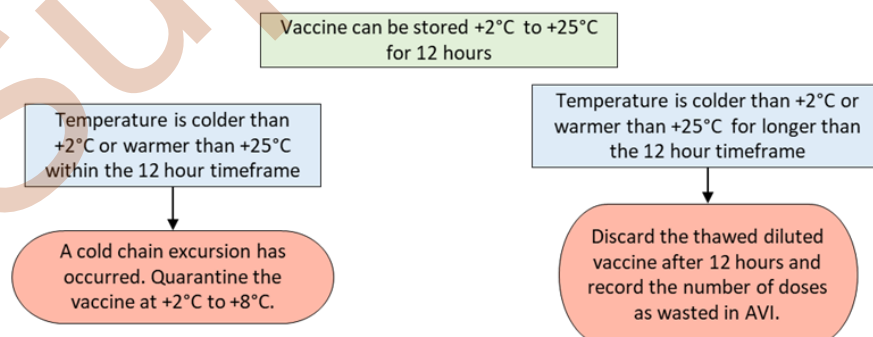 Vaccine can be stored +2°C to +25°C
for 12 hours
Temperature is colder than
+2°C or warmer than +25°C
within the 12 hour timeframe
Temperature is colder than +2°C or
warmer than +25°C for longer than
the 12 hour timeframe
A cold chain excursion has
occurred. Quarantine the
vaccine at +2°C to +8°C.
Discard the thawed diluted
vaccine after 12 hours and
record the number of doses
as wasted in AVI.